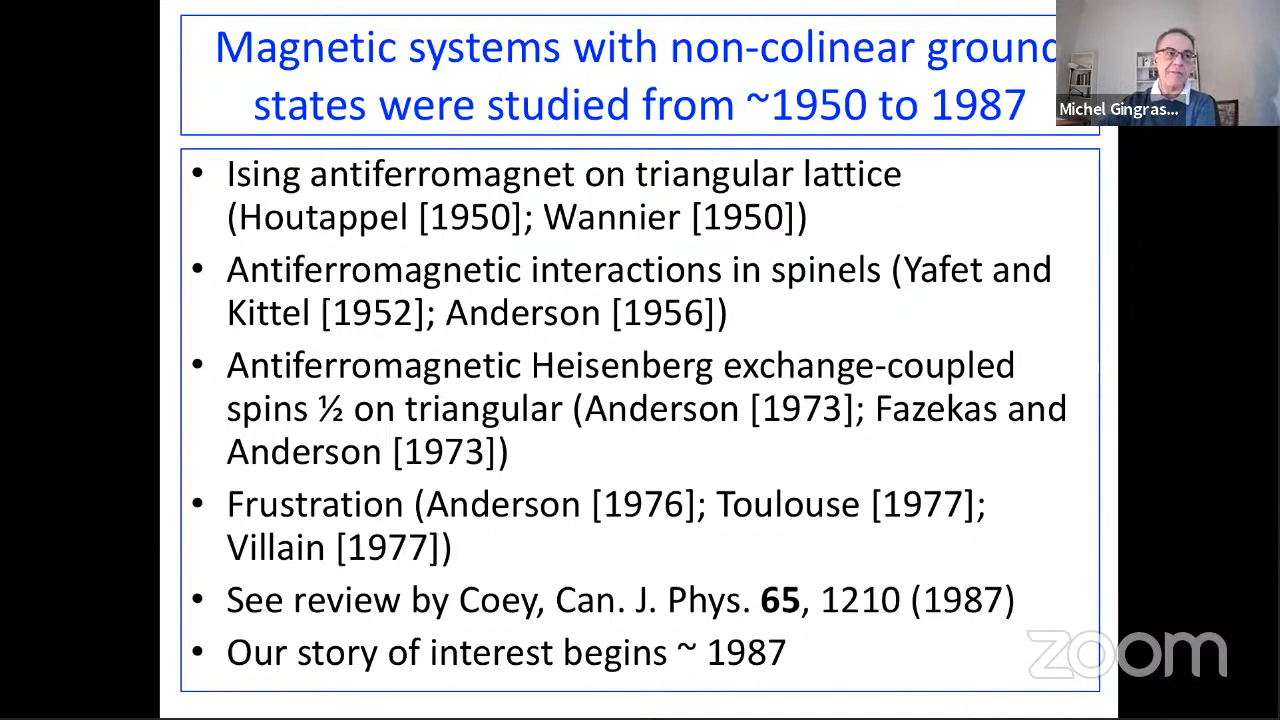 Magnetic systems with non-colinear ground
states were studied from ~1950 to 1987
Michel Gingras...
• Ising antiferromagnet on triangular lattice
(Houtappel [1950]; Wannier [1950])
• Antiferromagnetic interactions in spinels (Yafet and
Kittel [1952]; Anderson [1956])
• Antiferromagnetic Heisenberg exchange-coupled
spins ½ on triangular (Anderson [1973]; Fazekas and
Anderson [1973])
• Frustration (Anderson [1976]; Toulouse [1977];
Villain [1977])
• See review by Coey, Can. J. Phys. 65, 1210 (1987)
• Our story of interest begins ~ 1987
zoom